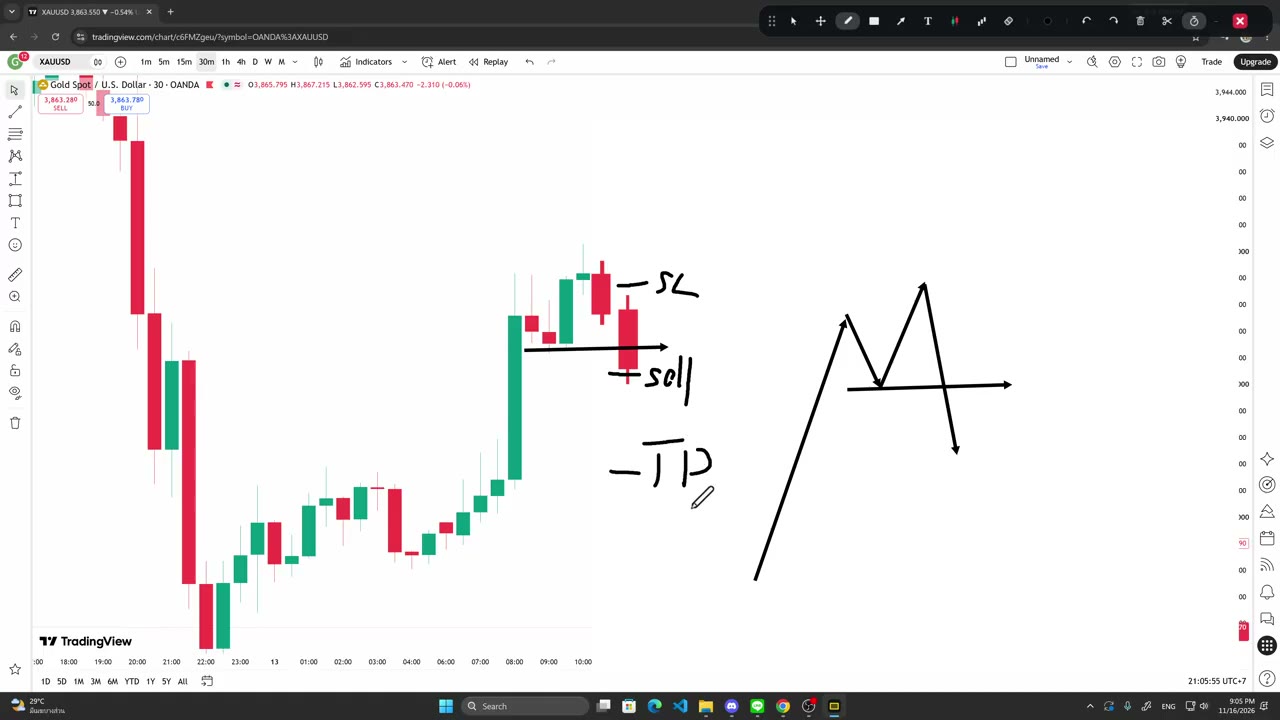 XAUUSD 3,863.550 ▼ −0.54%
tradingview.com/chart/c6FMZgeu/?symbol=OANDA%3AXAUUSD
G 12 XAUUSD 1m 5m 15m 30m 1h 4h D W M Indicators Alert Replay Unnamed Save Trade Upgrade
Gold Spot / U.S. Dollar · 30 · OANDA O3,865.795 H3,867.215 L3,862.595 C3,863.470 −2.310 (−0.06%)
3,863.280 SELL 50.0 3,863.780 BUY
3,944.000
3,940.000
SL
sell
TP
TradingView
18:00 19:00 20:00 21:00 22:00 23:00 13 01:00 02:00 03:00 04:00 06:00 07:00 08:00 09:00 10:00
1D 5D 1M 3M 6M YTD 1Y 5Y All 21:05:55 UTC+7
29°C
Search
ENG
9:05 PM
11/16/2026